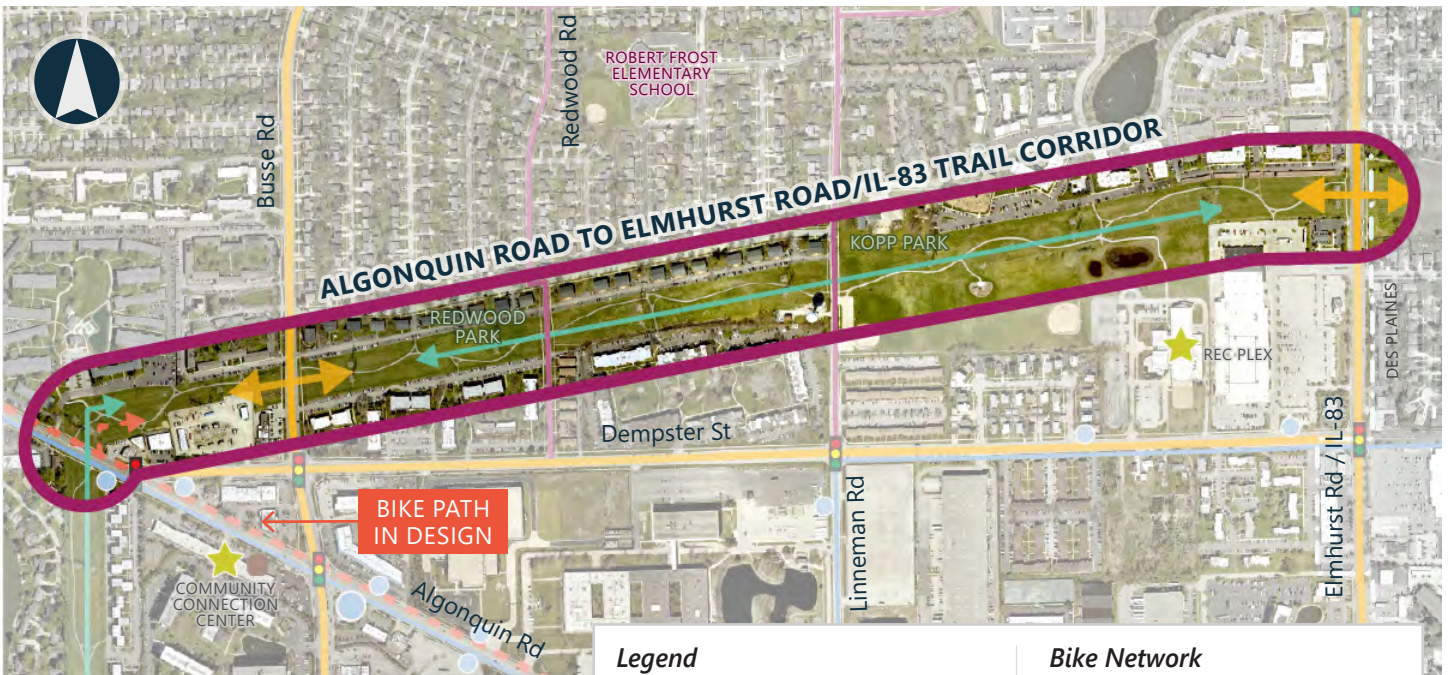 Busse Rd
Redwood Rd
ROBERT FROST
ELEMENTARY
SCHOOL
ALGONQUIN ROAD TO ELMHURST ROAD/IL-83 TRAIL CORRIDOR
KOPP PARK
REDWOOD
PARK
REC PLEX
DES PLAINES
Dempster St
BIKE PATH
IN DESIGN
Linneman Rd
Elmhurst Rd / IL-83
COMMUNITY
CONNECTION
CENTER
Algonquin Rd
Legend
Bike Network